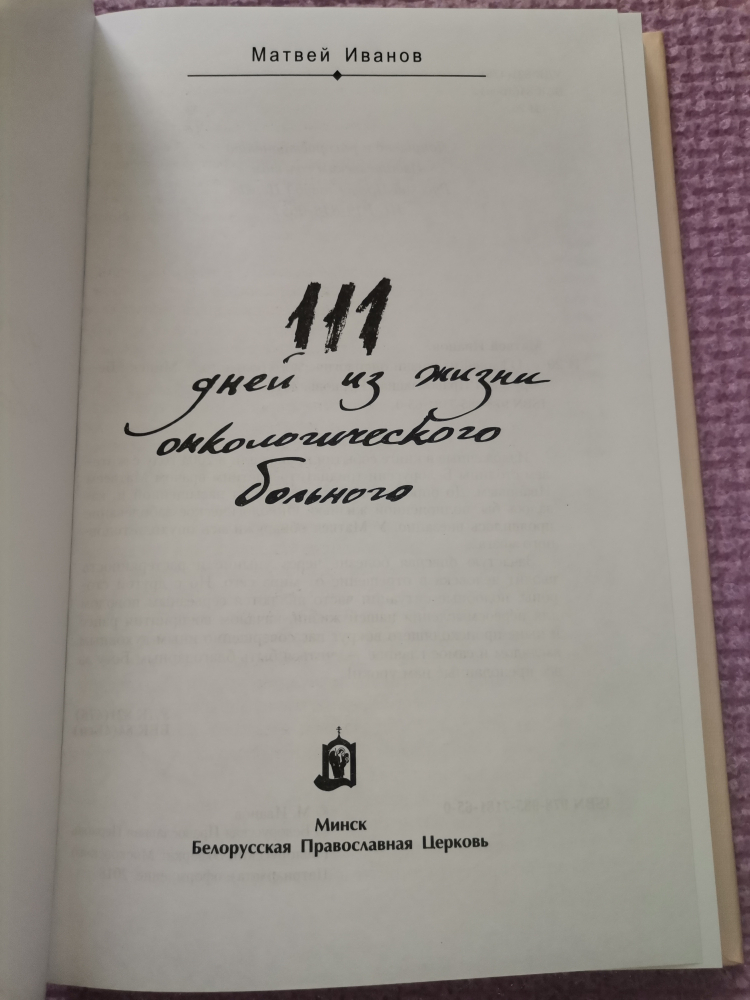 Матвей Иванов
111
дней из жизни
онкологического
больного
Минск
Белорусская Православная Церковь